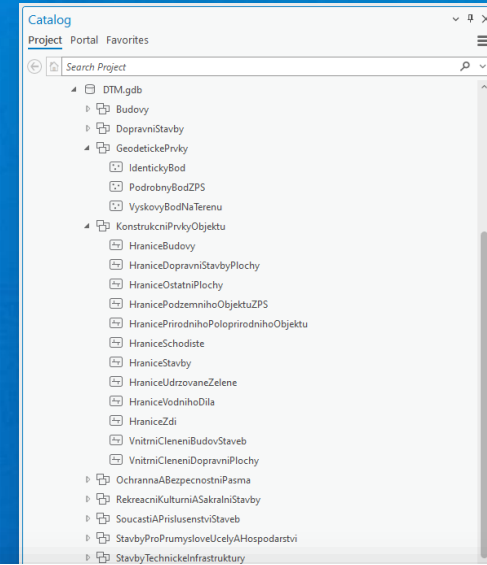 Catalog
Project Portal Favorites
Search Project
DTM.gdb
Budovy
DopravniStavby
GeodetickePrvky
IdentickyBod
PodrobnyBodZPS
VyskovyBodNaTerenu
KonstrukcniPrvkyObjektu
HraniceBudovy
HraniceDopravniStavbyPlochy
HraniceOstatniPlochy
HranicePodzemnihoObjektuZPS
HranicePrirodnihoPoloprirodnihoObjektu
HraniceSchodiste
HraniceStavby
HraniceUdrzovaneZelene
HraniceVodnihoDila
HraniceZdi
VnitrniCleneniBudovStaveb
VnitrniCleneniDopravniPlochy
OchrannaABezpecnostniPasma
RekreacniKulturniASakralniStavby
SoucastiAPrislusenstviStaveb
StavbyProPrumysloveUcelyAHospodarstvi
StavbyTechnickeInfrastruktury